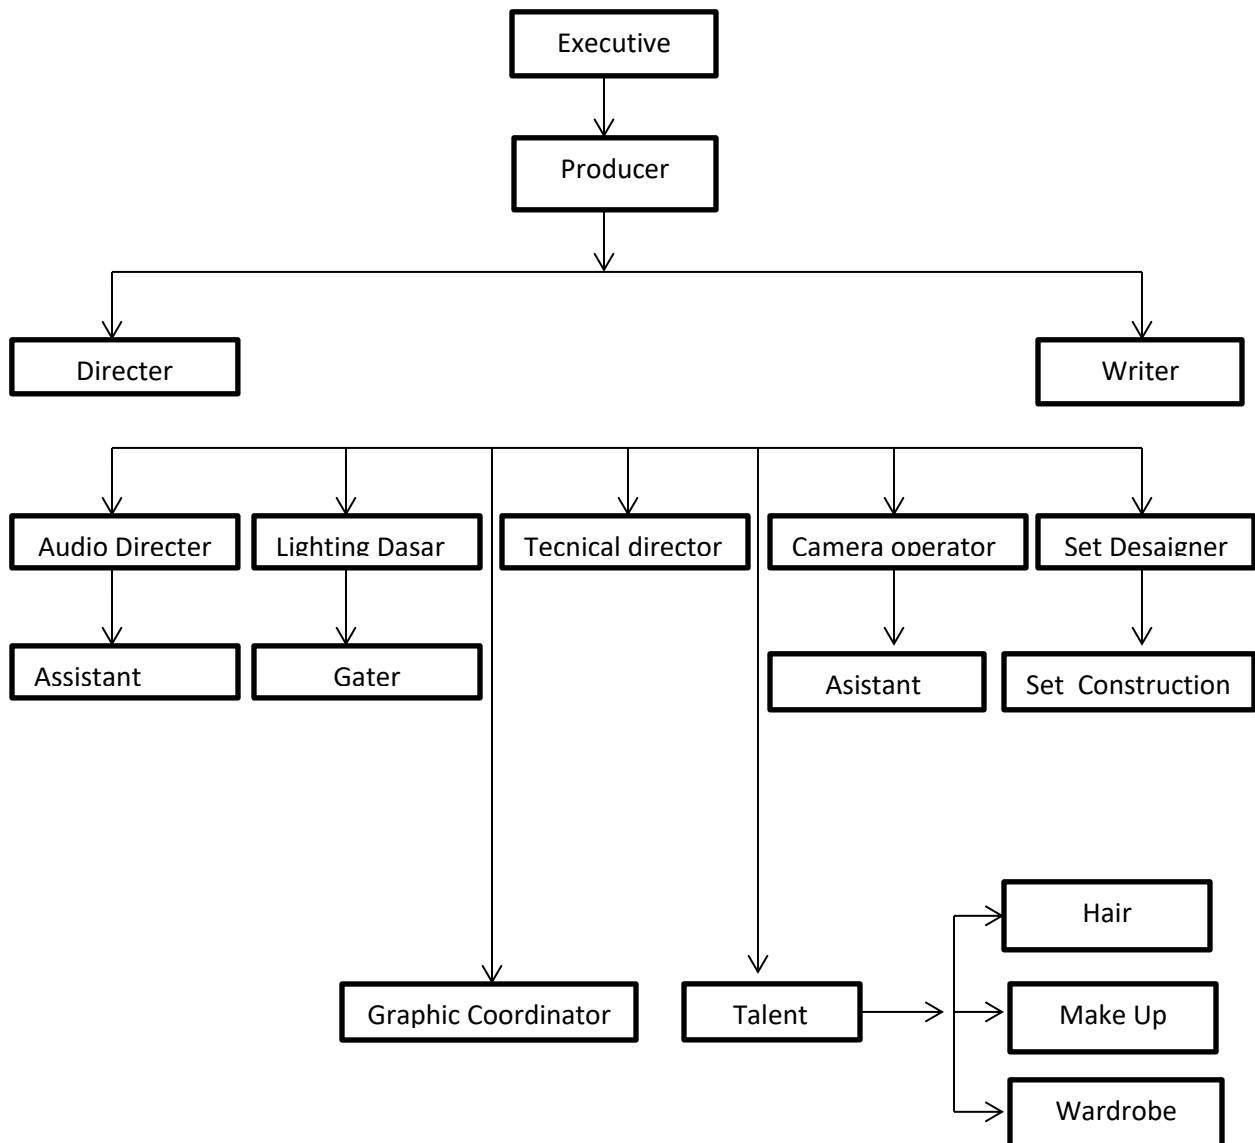 Executive
Producer
Directer
Writer
Audio Directer
Lighting Dasar
Tecnical director
Camera operator
Set Desaigner
Assistant
Gater
Asistant
Set Construction
Hair
Graphic Coordinator
Talent
Make Up
Wardrobe